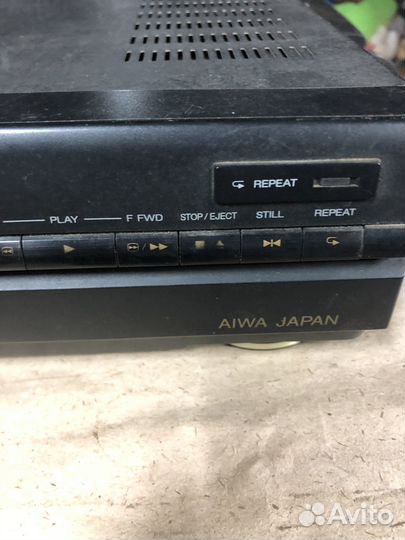 REPEAT
PLAY F FWD STOP/EJECT STILL REPEAT
AIWA JAPAN
Avito